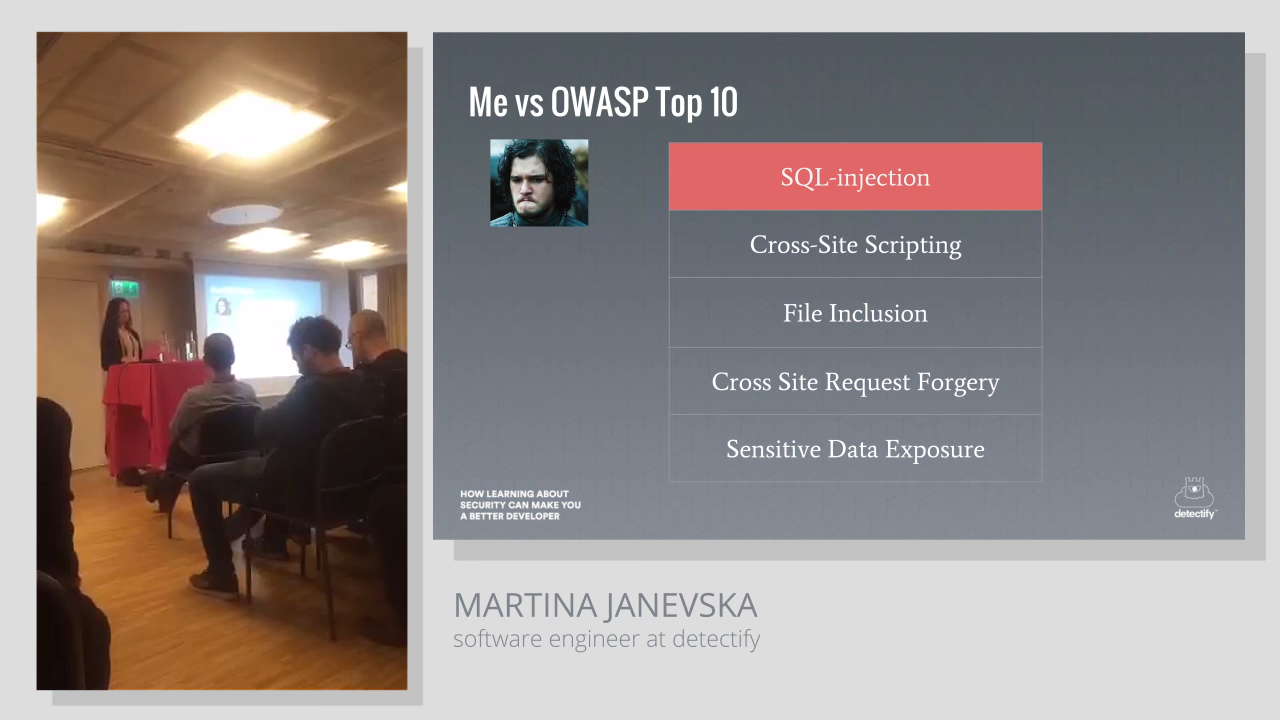 Me vs OWASP Top 10
SQL-injection
Cross-Site Scripting
File Inclusion
Cross Site Request Forgery
Sensitive Data Exposure
HOW LEARNING ABOUT
SECURITY CAN MAKE YOU
A BETTER DEVELOPER
detectify
MARTINA JANEVSKA
software engineer at detectify